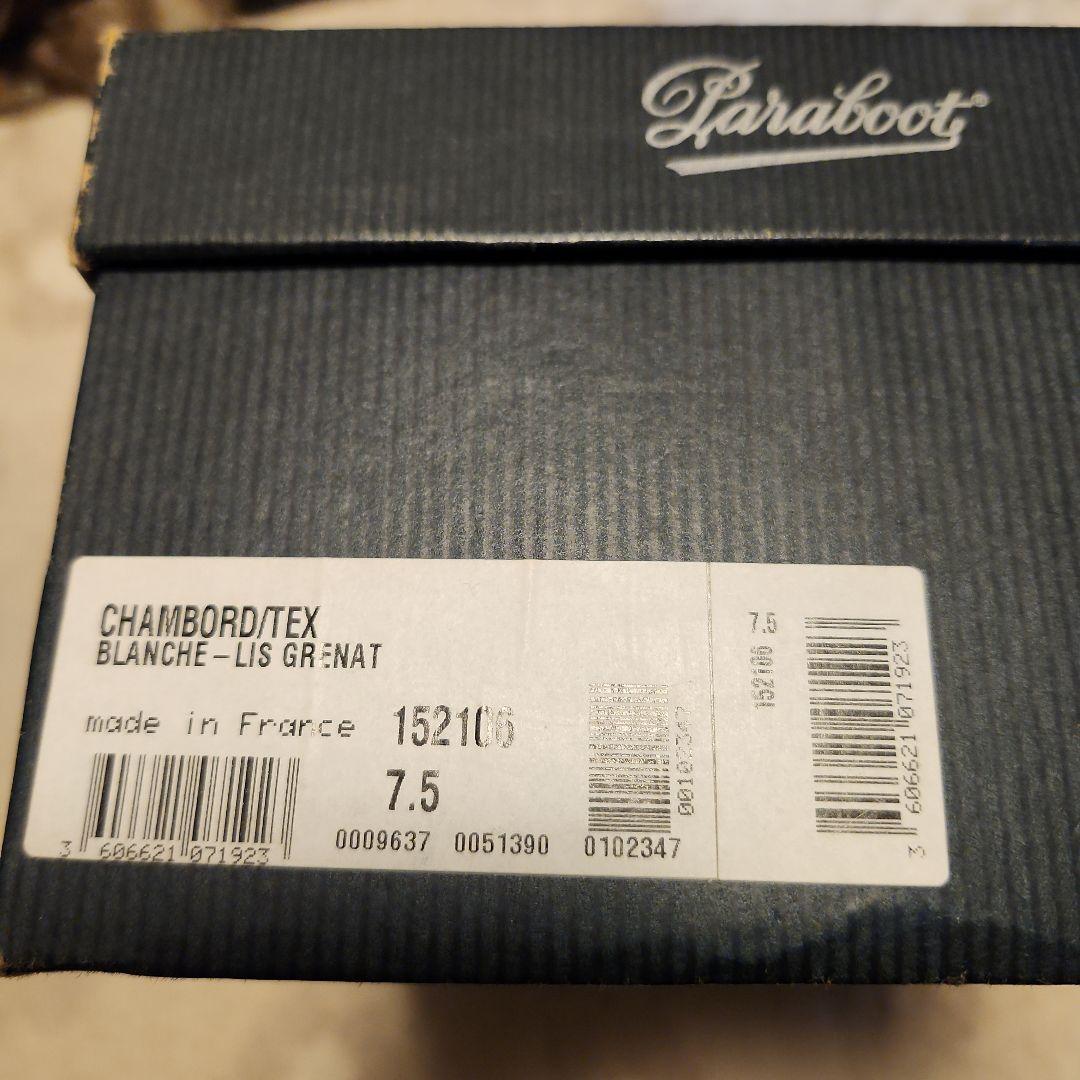 Paraboot
CHAMBORD/TEX
BLANCHE-LIS GRENAT
made in France 152106
7.5
3 606621 071923
0009637 0051390 0102347
00102347
7.5
152106
3 606621 071923